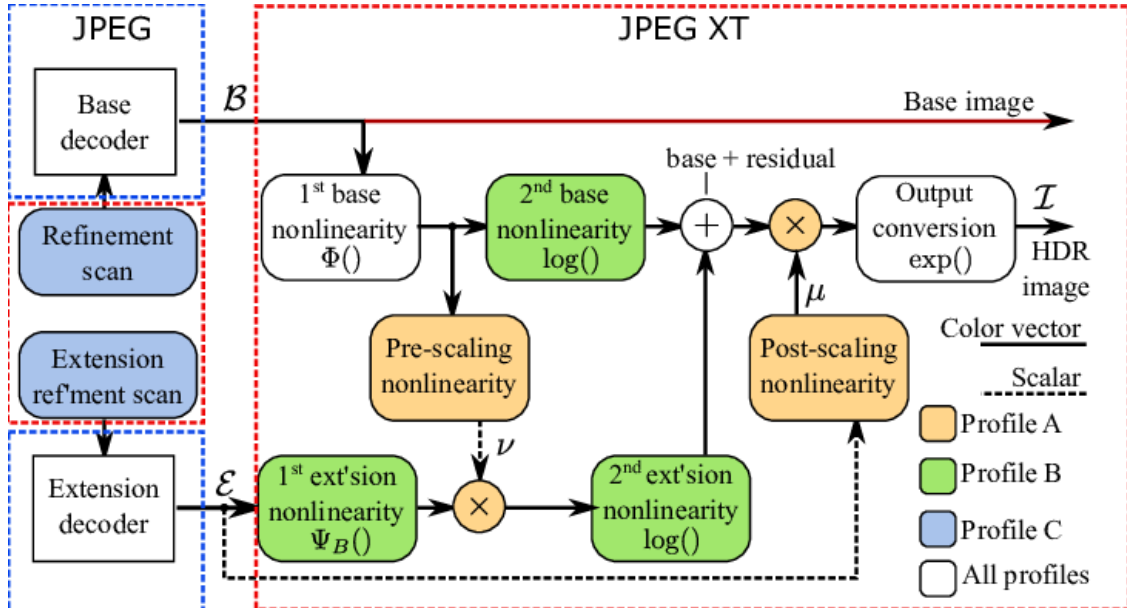 JPEG
JPEG XT
Base
decoder
ℬ
Base image
base + residual
1st base
nonlinearity
Φ()
2nd base
nonlinearity
log()
+
×
Output
conversion
exp()
ℐ
HDR
image
Refinement
scan
Extension
ref'ment scan
Pre-scaling
nonlinearity
μ
Post-scaling
nonlinearity
Color vector
Scalar
Profile A
Profile B
Profile C
All profiles
Extension
decoder
ℰ
1st ext'sion
nonlinearity
Ψ_B()
ν
×
2nd ext'sion
nonlinearity
log()